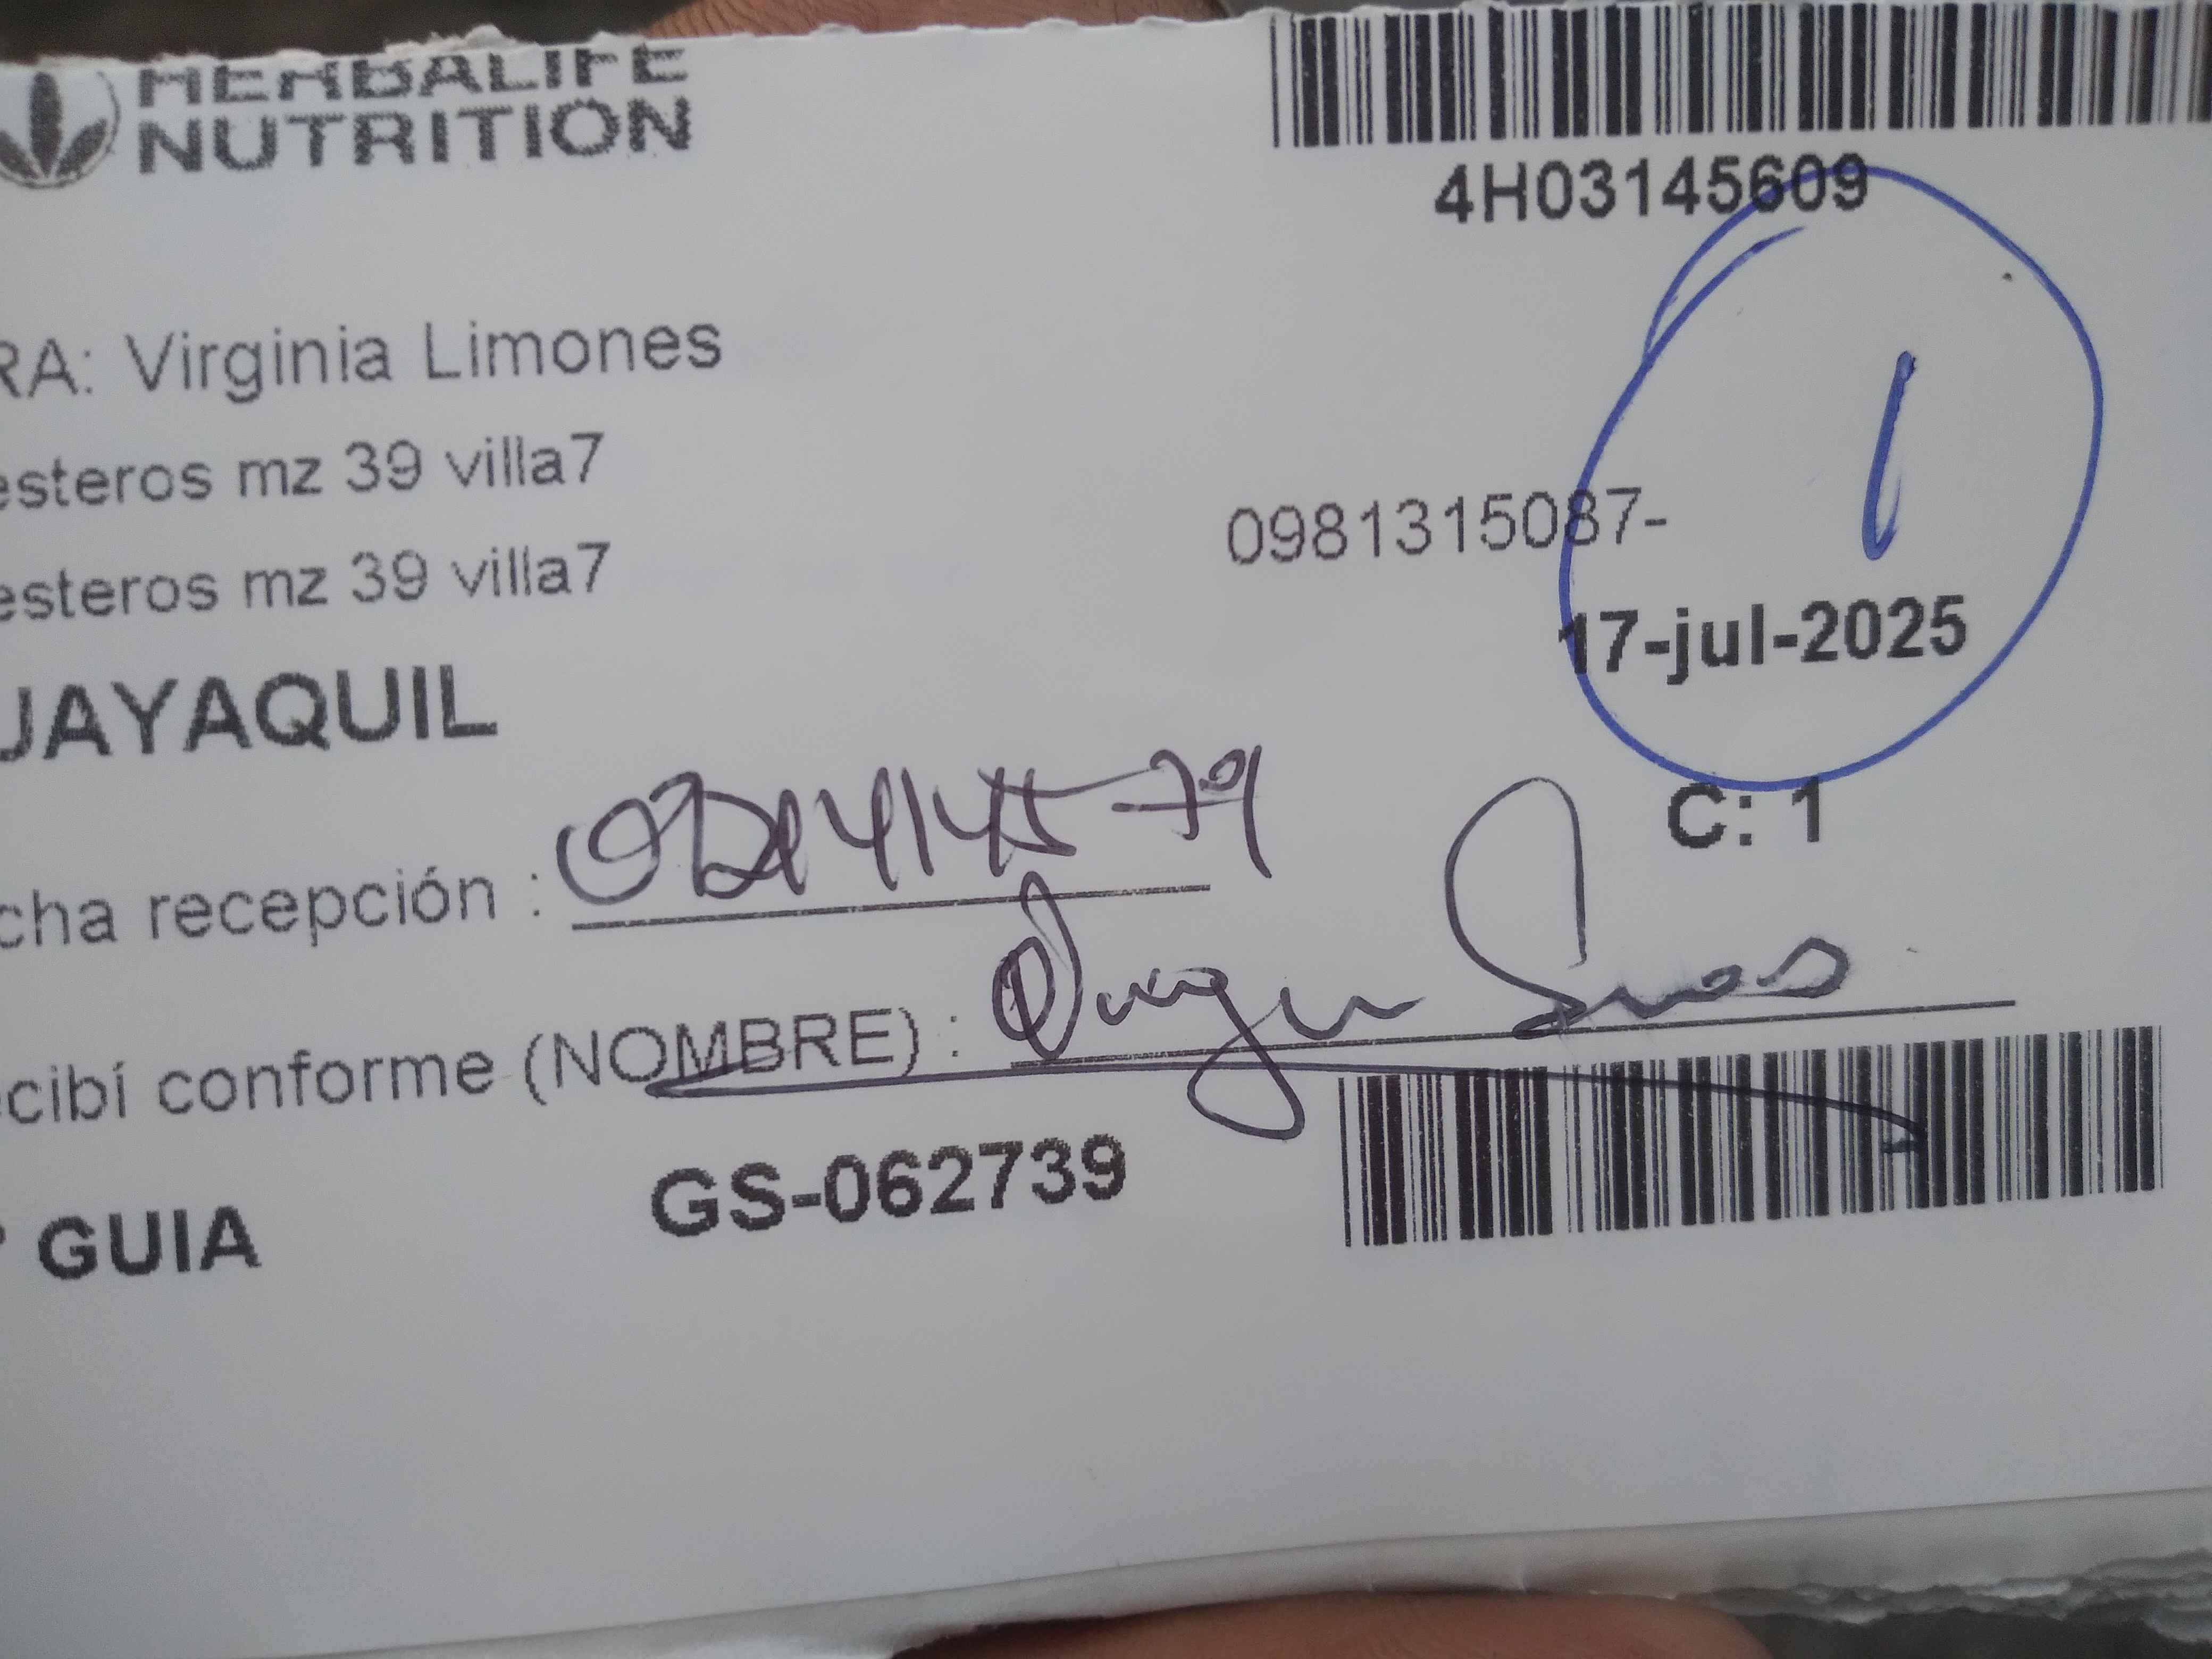 HERBALIFE
NUTRITION
4H03145609
RA: Virginia Limones
esteros mz 39 villa7
0981315087-
1
esteros mz 39 villa7
17-jul-2025
JAYAQUIL
C: 1
cha recepción :
cibí conforme (NOMBRE) :
GUIA
GS-062739